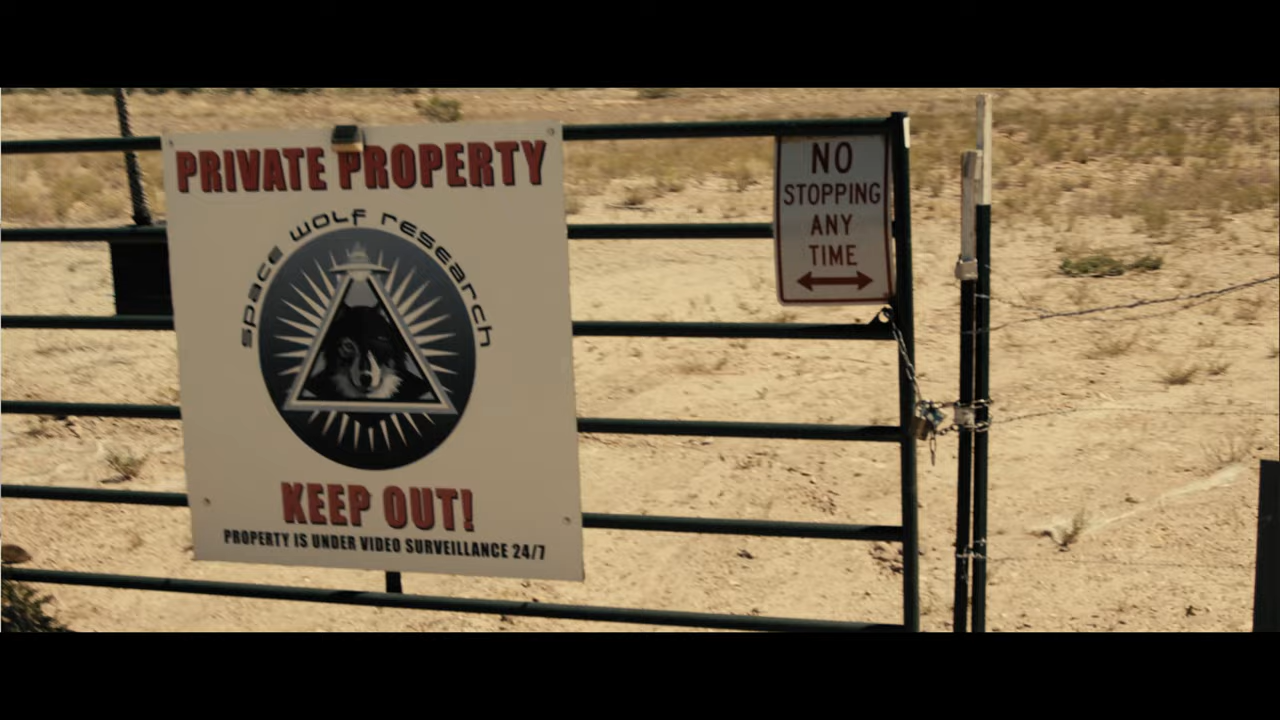 PRIVATE PROPERTY
space wolf research
KEEP OUT!
PROPERTY IS UNDER VIDEO SURVEILLANCE 24/7
NO
STOPPING
ANY
TIME